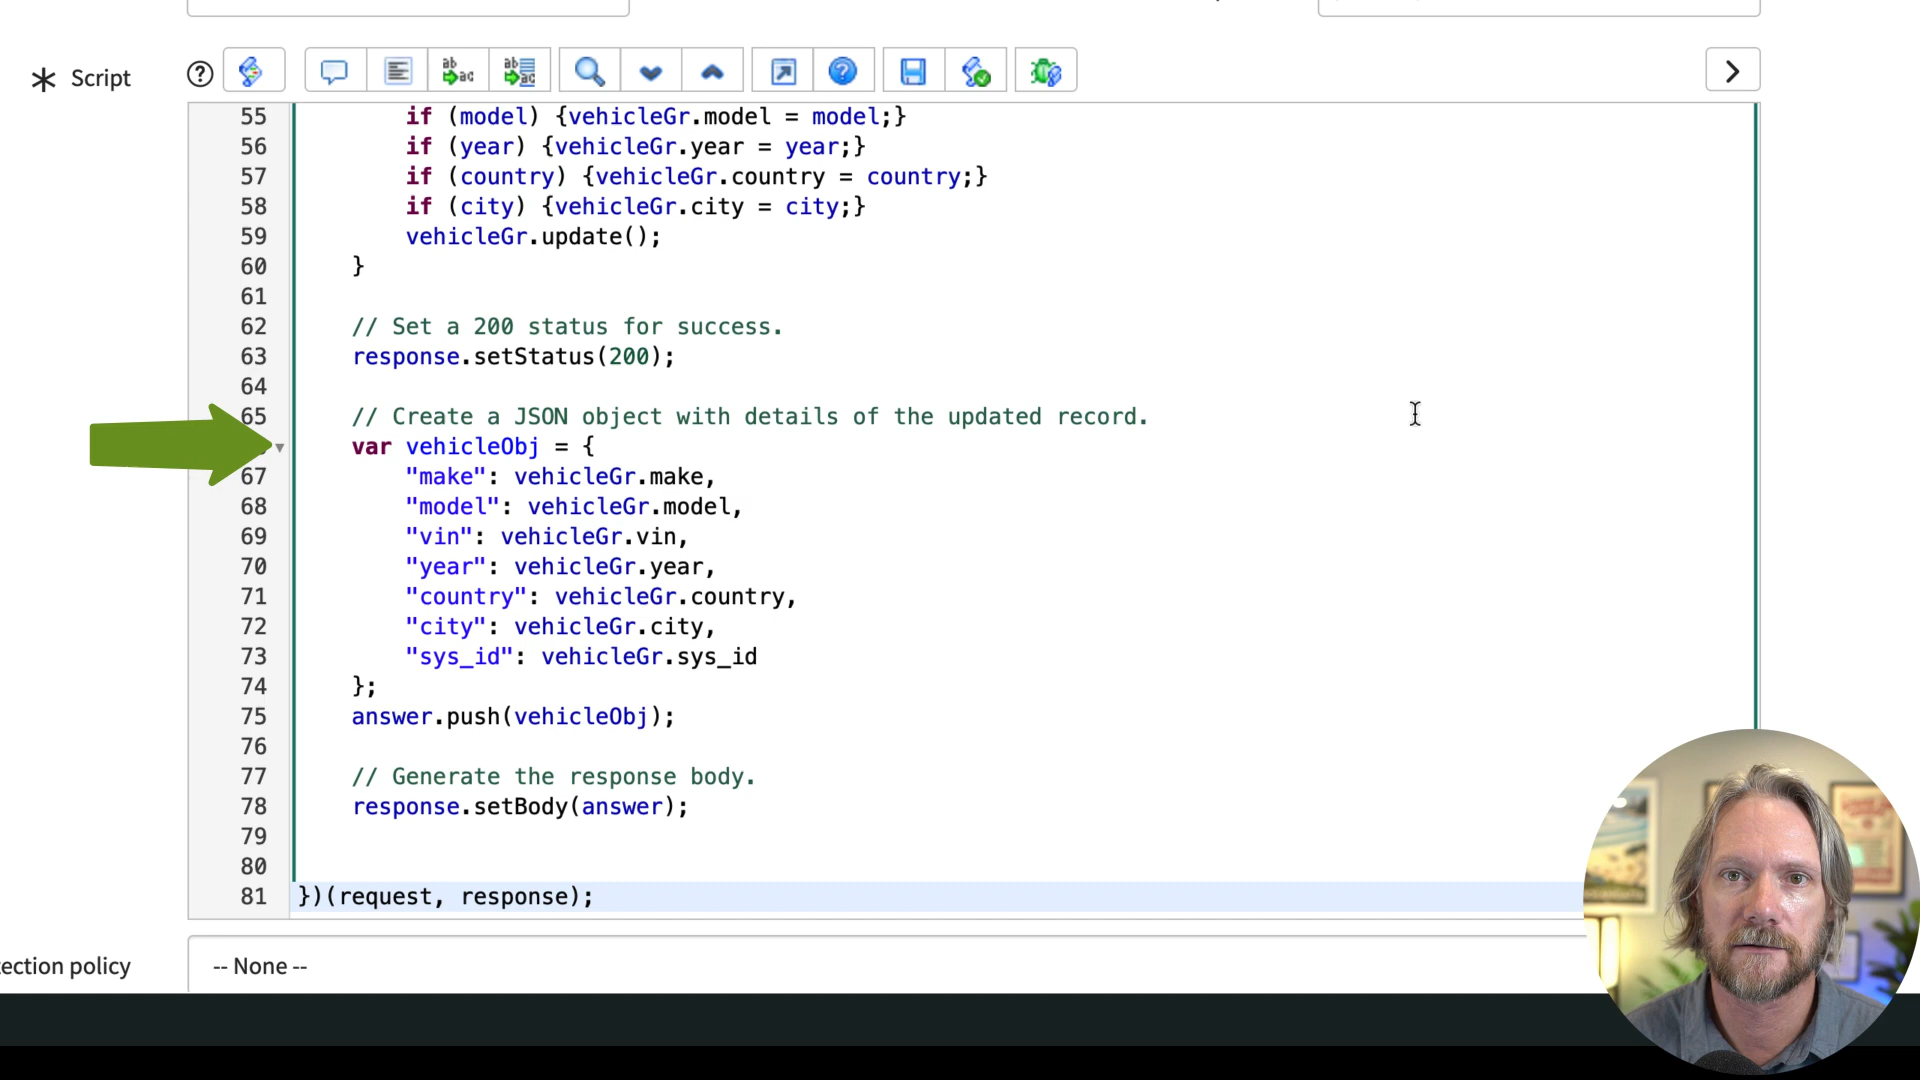 * Script
55 if (model) {vehicleGr.model = model;}
56 if (year) {vehicleGr.year = year;}
57 if (country) {vehicleGr.country = country;}
58 if (city) {vehicleGr.city = city;}
59 vehicleGr.update();
60 }
61
62 // Set a 200 status for success.
63 response.setStatus(200);
64
65 // Create a JSON object with details of the updated record.
var vehicleObj = {
67 "make": vehicleGr.make,
68 "model": vehicleGr.model,
69 "vin": vehicleGr.vin,
70 "year": vehicleGr.year,
71 "country": vehicleGr.country,
72 "city": vehicleGr.city,
73 "sys_id": vehicleGr.sys_id
74 };
75 answer.push(vehicleObj);
76
77 // Generate the response body.
78 response.setBody(answer);
79
80
81 })(request, response);
policy
-- None --